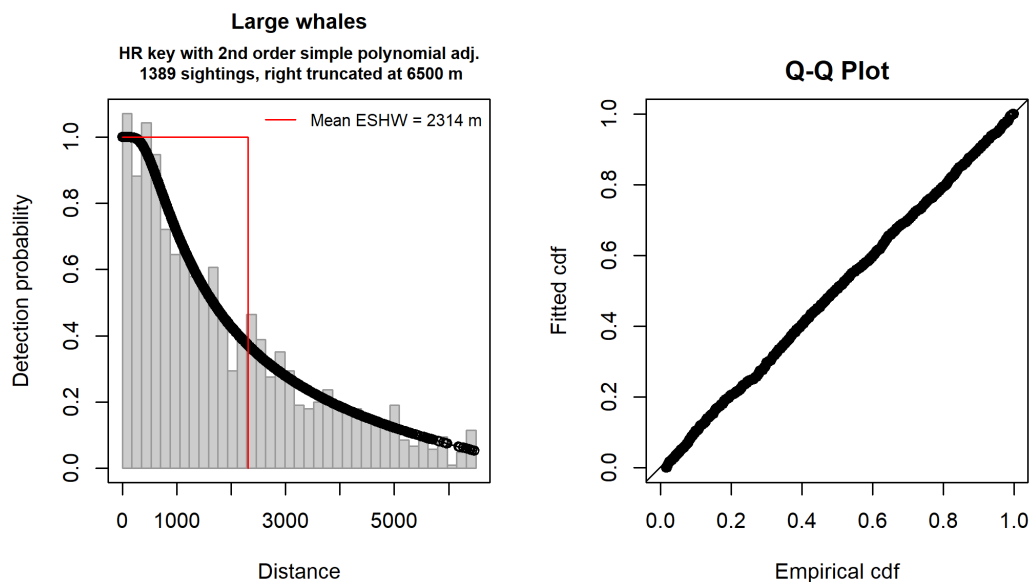 Large whales
HR key with 2nd order simple polynomial adj.
1389 sightings, right truncated at 6500 m
Mean ESHW = 2314 m
Detection probability
1.0
0.8
0.6
0.4
0.2
0.0
0 1000 3000 5000
Distance
Q-Q Plot
Fitted cdf
1.0
0.8
0.6
0.4
0.2
0.0
0.0 0.2 0.4 0.6 0.8 1.0
Empirical cdf